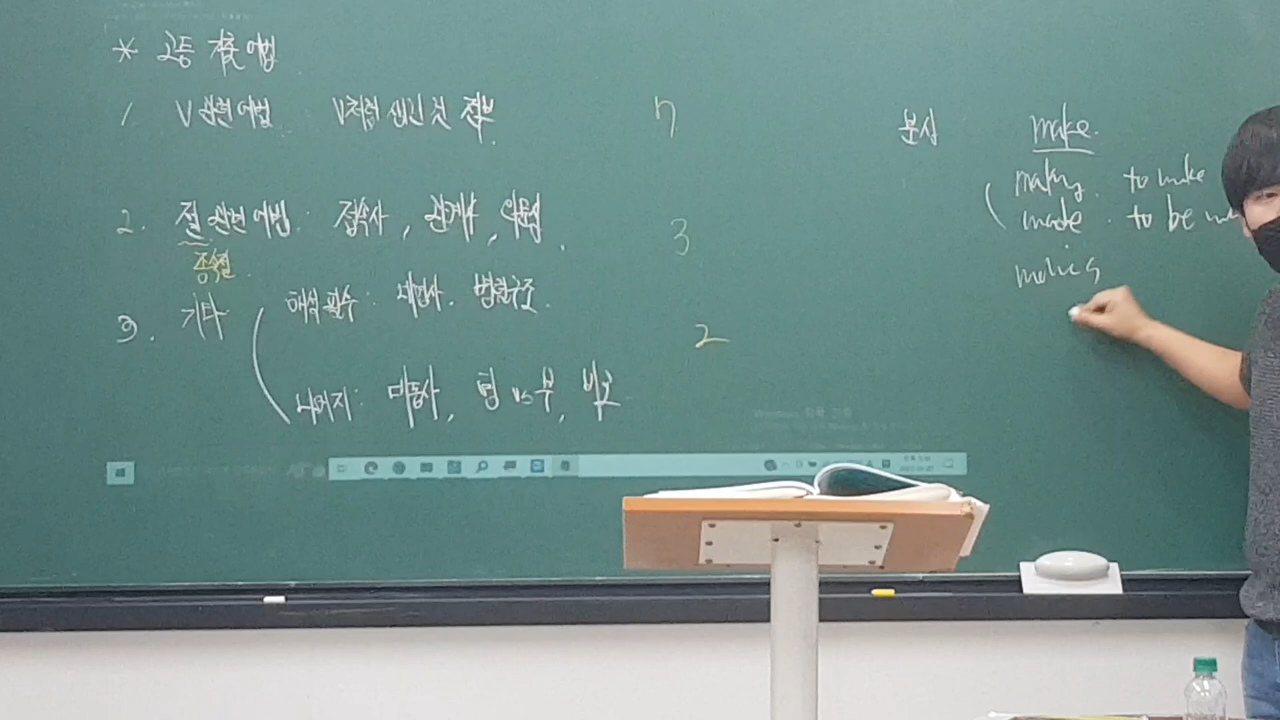 * 고등 어법
1 V 관련 어법 V처럼 생긴 것 전부 7
2. 절 관련 어법: 접속사, 관계사, 의문사, 3
종속절
3. 기타 해석 필수: 대명사. 병렬구조. 2
나머지: 대동사, 형 vs 부, 비교
분사 make.
making. to make
made. to be
makes